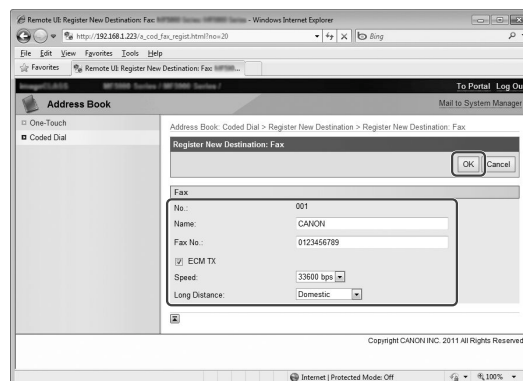 Remote UI: Register New Destination: Fax: - Windows Internet Explorer
http://192.168.1.223/a_cod_fax_regist.html?no=20
Bing
File Edit View Favorites Tools Help
Favorites
Remote UI: Register New Destination: Fax:
To Portal Log Ou
Address Book
Mail to System Manager
One-Touch
Coded Dial
Address Book: Coded Dial > Register New Destination > Register New Destination: Fax
Register New Destination: Fax
OK Cancel
Fax
No.: 001
Name: CANON
Fax No.: 0123456789
ECM TX
Speed: 33600 bps
Long Distance: Domestic
Copyright CANON INC. 2011 All Rights Reserved
Internet | Protected Mode: Off
100%